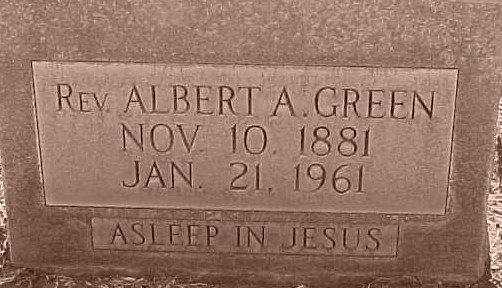 Rev. ALBERT A. GREEN
NOV. 10. 1881
JAN. 21. 1961
ASLEEP IN JESUS